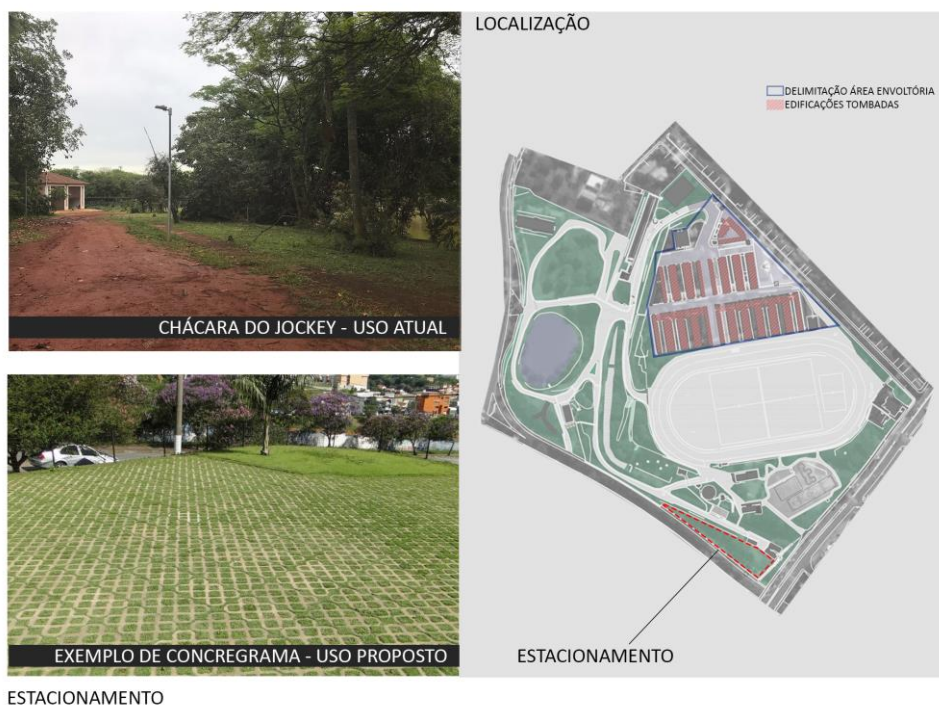 CHÁCARA DO JOCKEY - USO ATUAL
EXEMPLO DE CONCREGRAMA - USO PROPOSTO
LOCALIZAÇÃO
DELIMITAÇÃO ÁREA ENVOLTÓRIA
EDIFICAÇÕES TOMBADAS
ESTACIONAMENTO
ESTACIONAMENTO